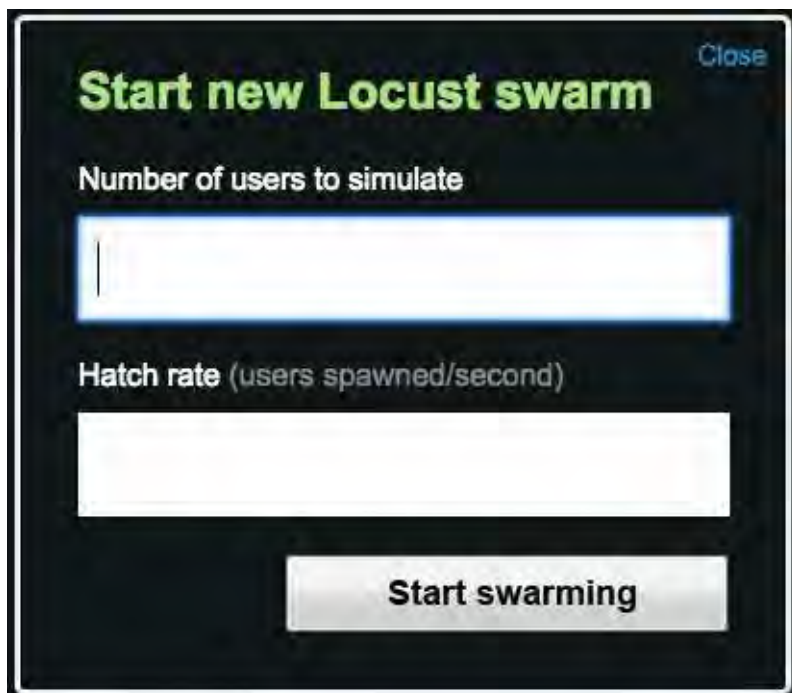 Close
Start new Locust swarm
Number of users to simulate
Hatch rate (users spawned/second)
Start swarming